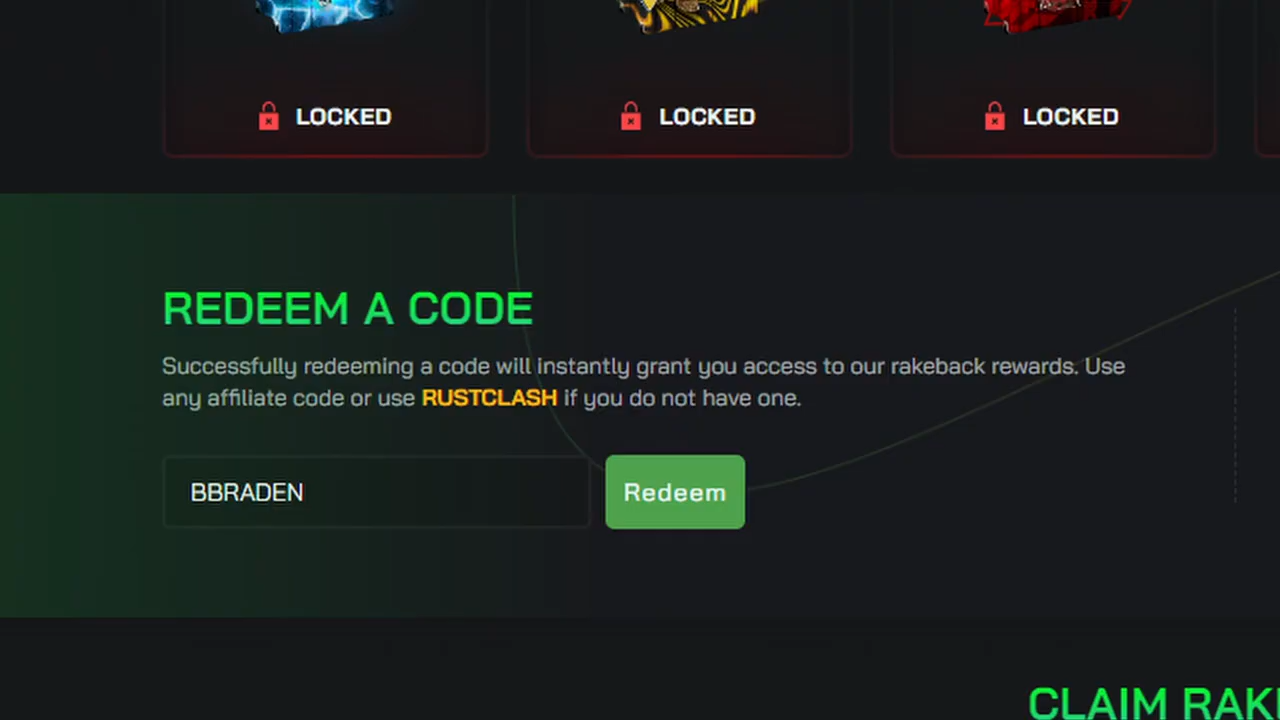 LOCKED LOCKED LOCKED
REDEEM A CODE
Successfully redeeming a code will instantly grant you access to our rakeback rewards. Use
any affiliate code or use RUSTCLASH if you do not have one.
BBRADEN Redeem
CLAIM